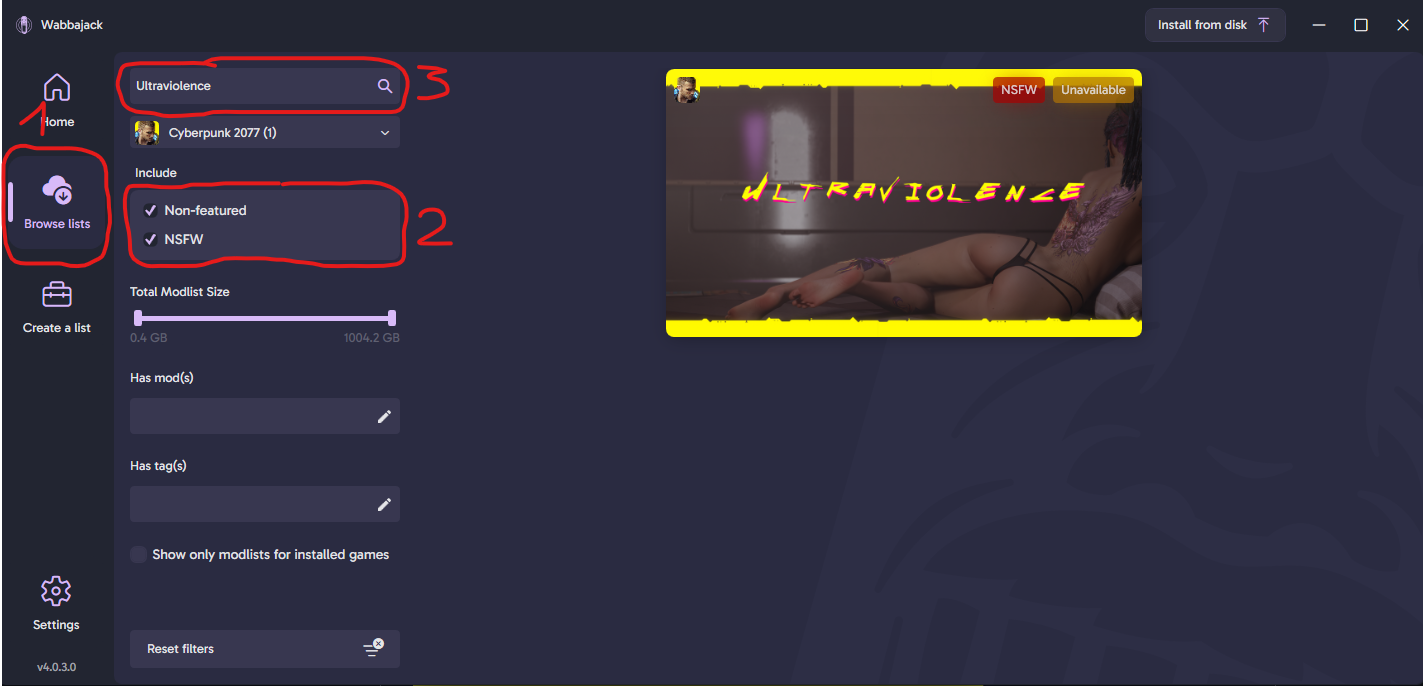 Wabbajack
Install from disk
1
Home
Browse lists
Create a list
Settings
v4.0.3.0
Ultraviolence
3
Cyberpunk 2077 (1)
Include
Non-featured
NSFW
2
Total Modlist Size
0.4 GB 1004.2 GB
Has mod(s)
Has tag(s)
Show only modlists for installed games
Reset filters
NSFW Unavailable
ULTRAVIOLENCE